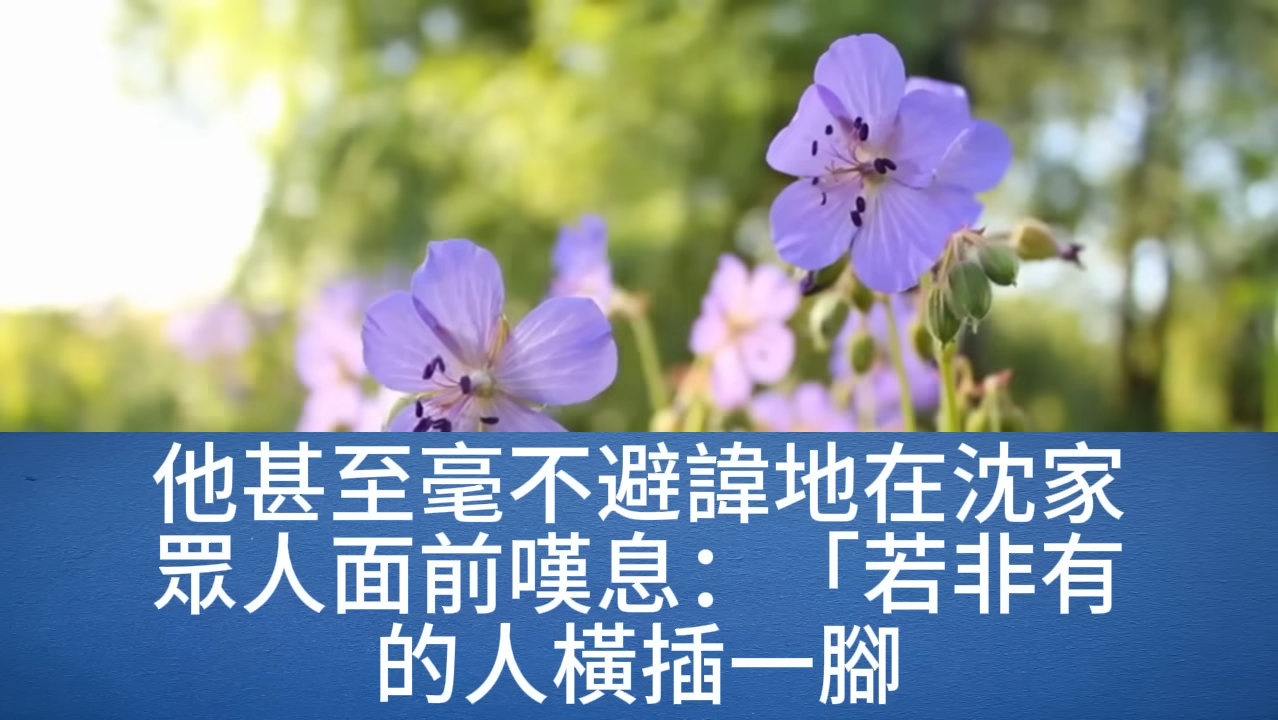 他甚至毫不避諱地在沈家
眾人面前嘆息：「若非有
的人橫插一腳